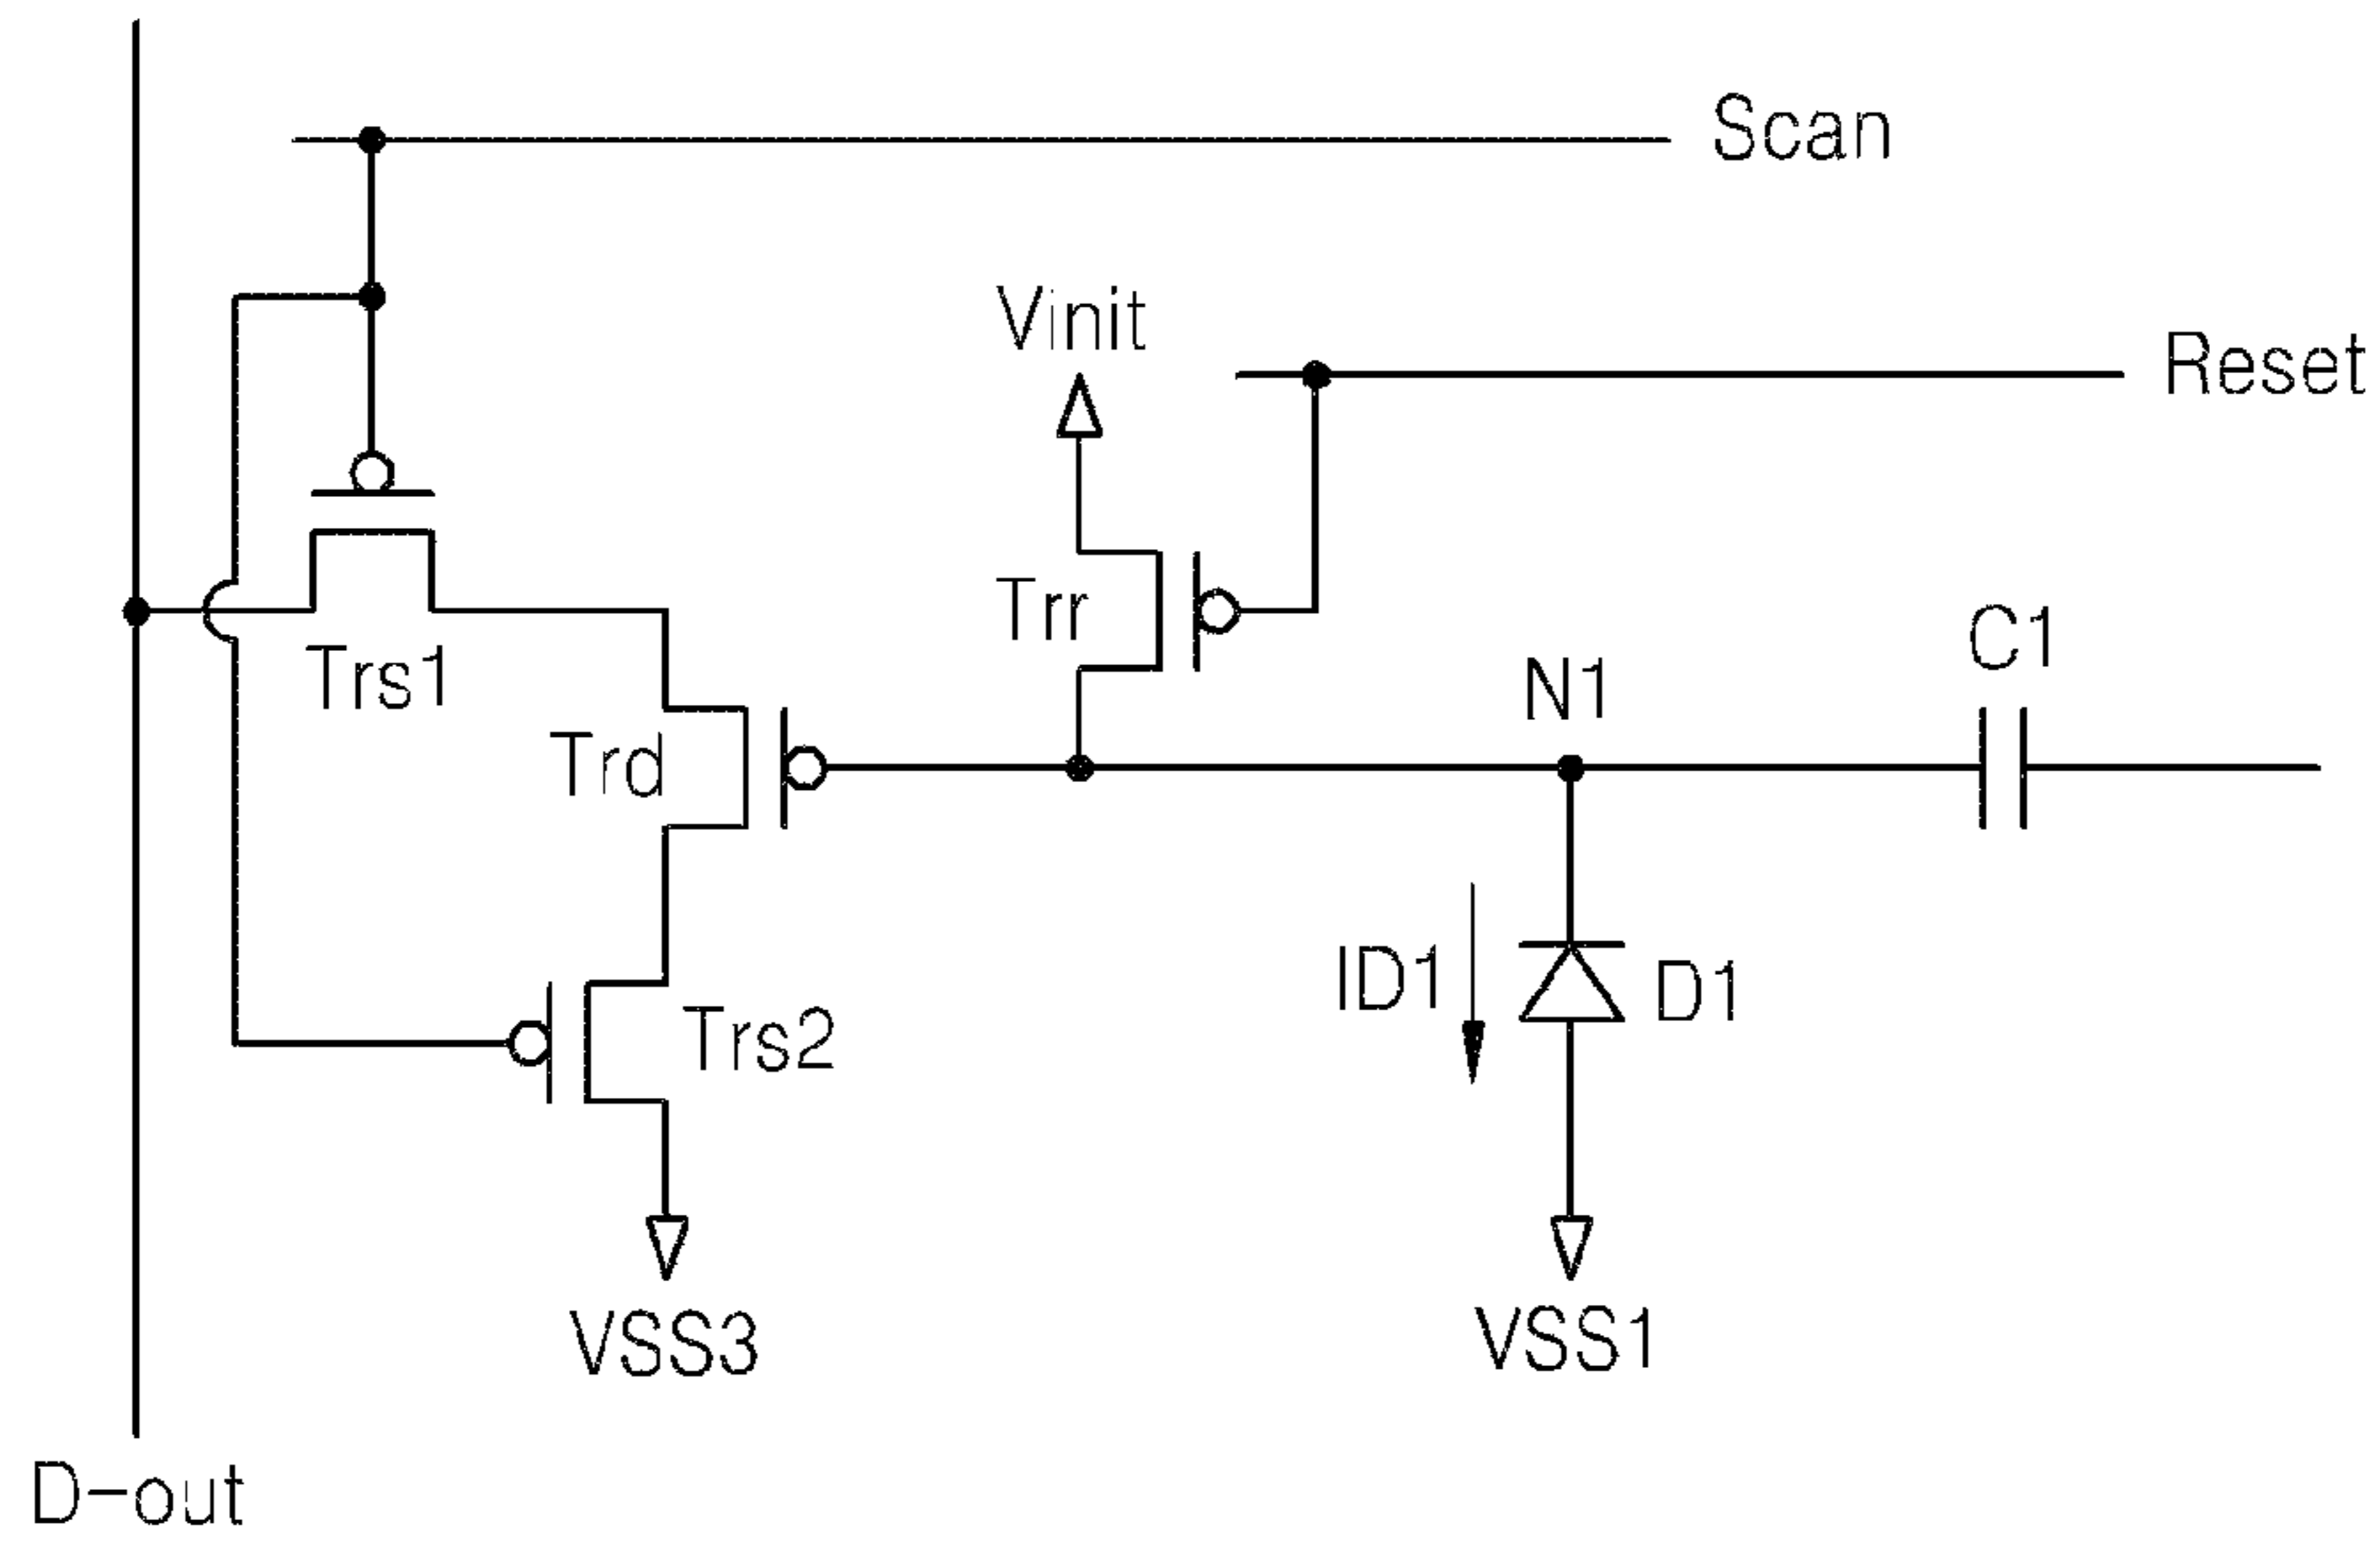 Scan
Vinit
Reset
Trr
C1
Trs1
N1
Trd
ID1
D1
Trs2
VSS3
VSS1
D-out